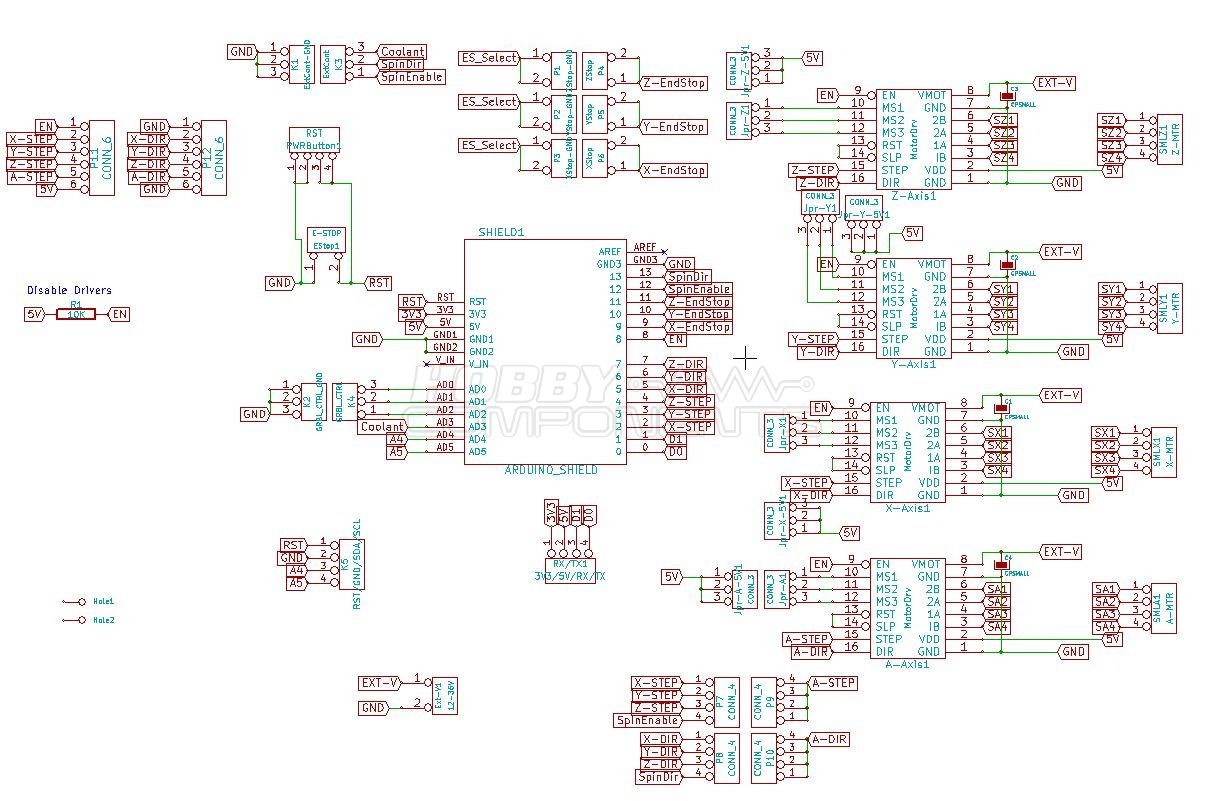 GND
1
2
3
K1
ExtCont-GND
ExtCont
K3
3 Coolant
2 SpinDir
1 SpinEnable
ES_Select
1
2
P1
ZStop-GND
ZStop
P4
2
1 Z-EndStop
ES_Select
1
2
P2
YStop-GND
YStop
P5
2
1 Y-EndStop
ES_Select
1
2
P3
XStop-GND
XStop
P6
2
1 X-EndStop
EN 1
X-STEP 2
Y-STEP 3
Z-STEP 4
A-STEP 5
5V 6
P11
CONN_6
GND 1
X-DIR 2
Y-DIR 3
Z-DIR 4
A-DIR 5
GND 6
P12
CONN_6
RST
PWRButton1
1 2 3 4
E-STOP
EStop1
1 2
GND
RST
Disable Drivers
R1
5V 10K EN
SHIELD1
RST RST RST
3V3 3V3 3V3
5V 5V 5V
GND GND1 GND1
GND2 GND2
V_IN V_IN
AD0 AD0
AD1 AD1
AD2 AD2
Coolant AD3 AD3
A4 AD4 AD4
A5 AD5 AD5
AREF AREF
GND3 GND3 GND
13 13 SpinDir
12 12 SpinEnable
11 11 Z-EndStop
10 10 Y-EndStop
9 9 X-EndStop
8 8 EN
7 7 Z-DIR
6 6 Y-DIR
5 5 X-DIR
4 4 Z-STEP
3 3 Y-STEP
2 2 X-STEP
1 1 D1
0 0 D0
ARDUINO_SHIELD
HOBBY
COMPONENTS
GND
1
2
3
K2
GRBL_CTRL_GND
GRBL_CTRL
K4
3
2
1
3V3 5V D1 D0
1 2 3 4
RX/TX1
3V3/5V/RX/TX
RST 1
GND 2
A4 3
A5 4
K5
RST/GND/SDA/SCL
Hole1
Hole2
EXT-V 1
GND 2
Ext-V1
12-36V
CONN_3
Jpr-Z-5V1
3
2
1
5V
CONN_3
Jpr-Z1
1
2
3
EN 9 EN VMOT 8 EXT-V
10 MS1 GND 7
11 MS2 2B 6 SZ1
12 MS3 2A 5 SZ2
13 RST 1A 4 SZ3
14 SLP 1B 3 SZ4
Z-STEP 15 STEP VDD 2 5V
Z-DIR 16 DIR GND 1 GND
MotorDrv
Z-Axis1
C3
CPSMALL
SZ1 1
SZ2 2
SZ3 3
SZ4 4
SMLZ1
Z-MTR
CONN_3
Jpr-Y1
3 2 1
CONN_3
Jpr-Y-5V1
3 2 1
5V
EN 9 EN VMOT 8 EXT-V
10 MS1 GND 7
11 MS2 2B 6 SY1
12 MS3 2A 5 SY2
13 RST 1A 4 SY3
14 SLP 1B 3 SY4
Y-STEP 15 STEP VDD 2 5V
Y-DIR 16 DIR GND 1 GND
MotorDrv
Y-Axis1
C2
CPSMALL
SY1 1
SY2 2
SY3 3
SY4 4
SMLY1
Y-MTR
CONN_3
Jpr-X1
1
2
3
EN 9 EN VMOT 8 EXT-V
10 MS1 GND 7
11 MS2 2B 6 SX1
12 MS3 2A 5 SX2
13 RST 1A 4 SX3
14 SLP 1B 3 SX4
X-STEP 15 STEP VDD 2 5V
X-DIR 16 DIR GND 1 GND
MotorDrv
X-Axis1
C1
CPSMALL
SX1 1
SX2 2
SX3 3
SX4 4
SMLX1
X-MTR
CONN_3
Jpr-X-5V1
3
2
1
5V
5V
1
2
3
Jpr-A-5V1
CONN_3
CONN_3
Jpr-A1
1
2
3
EN 9 EN VMOT 8 EXT-V
10 MS1 GND 7
11 MS2 2B 6 SA1
12 MS3 2A 5 SA2
13 RST 1A 4 SA3
14 SLP 1B 3 SA4
A-STEP 15 STEP VDD 2 5V
A-DIR 16 DIR GND 1 GND
MotorDrv
A-Axis1
C4
CPSMALL
SA1 1
SA2 2
SA3 3
SA4 4
SMLA1
A-MTR
X-STEP 1
Y-STEP 2
Z-STEP 3
SpinEnable 4
P7
CONN_4
CONN_4
P9
4 A-STEP
3
2
1
X-DIR 1
Y-DIR 2
Z-DIR 3
SpinDir 4
P8
CONN_4
CONN_4
P10
4 A-DIR
3
2
1